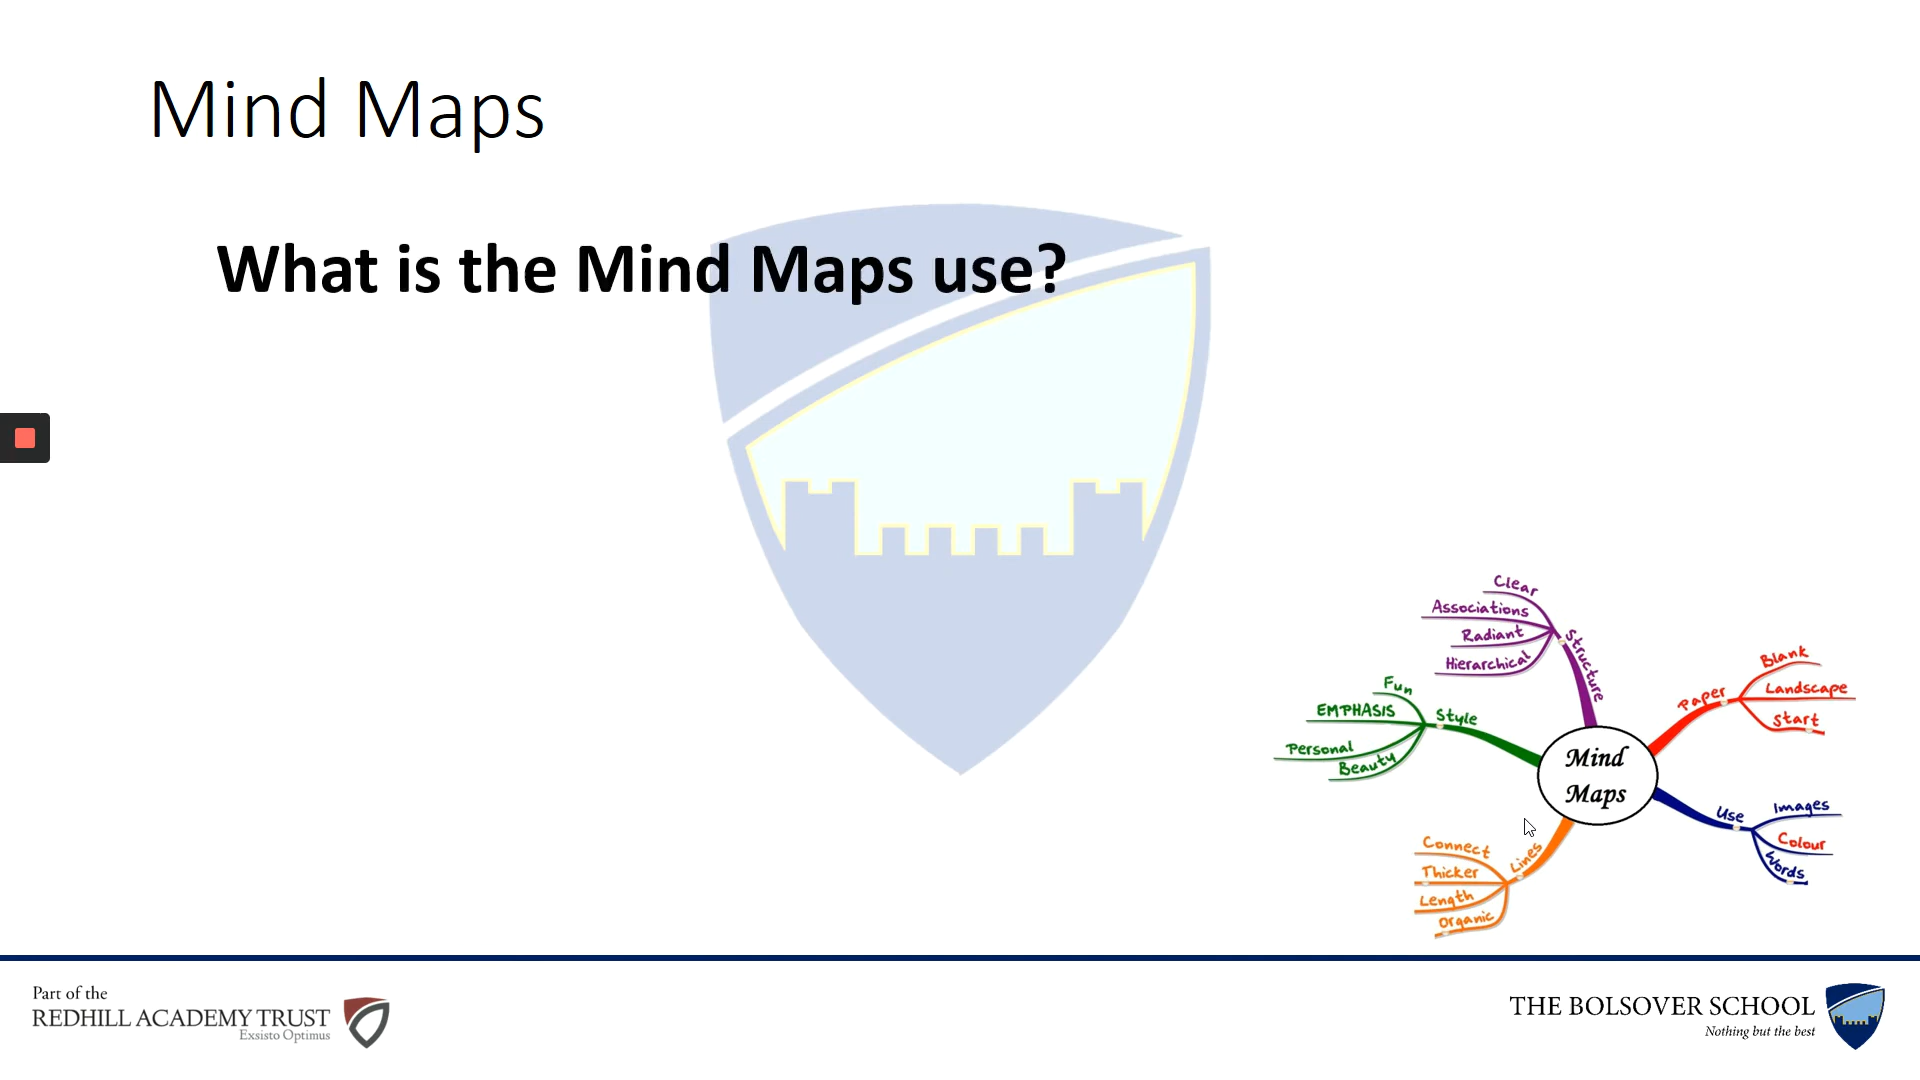 Mind Maps
What is the Mind Maps use?
Clear
Associations
Radiant
Hierarchical
Structure
Fun
EMPHASIS
Personal
Beauty
Style
Paper
Blank
Landscape
Start
Mind
Maps
Use
Images
Colour
Words
Connect
Thicker
Length
Organic
Lines
Part of the
REDHILL ACADEMY TRUST
Exsisto Optimus
THE BOLSOVER SCHOOL
Nothing but the best